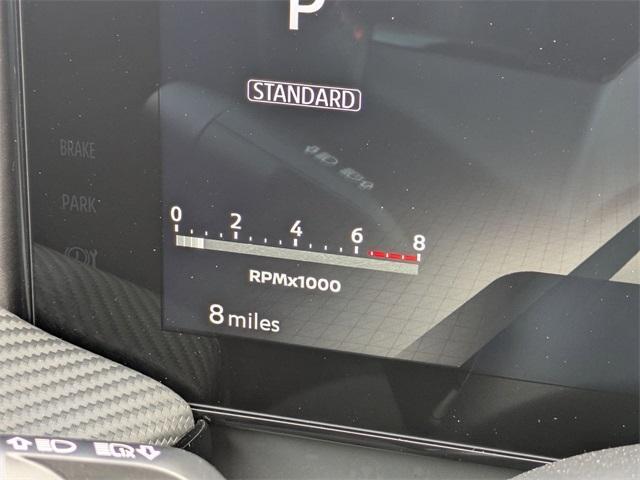 P
STANDARD
BRAKE
PARK
0 2 4 6 8
RPMx1000
8 miles